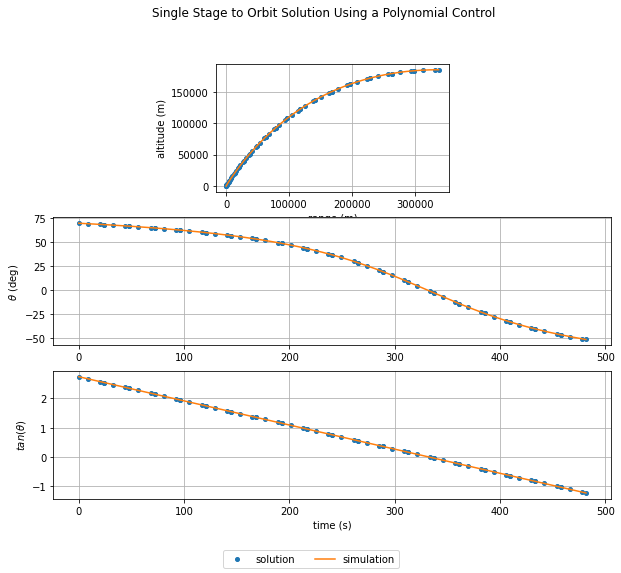 Single Stage to Orbit Solution Using a Polynomial Control
altitude (m)
150000
100000
50000
0
0 100000 200000 300000
range (m)
θ (deg)
75
50
25
0
−25
−50
0 100 200 300 400 500
tan(θ)
2
1
0
−1
0 100 200 300 400 500
time (s)
solution simulation